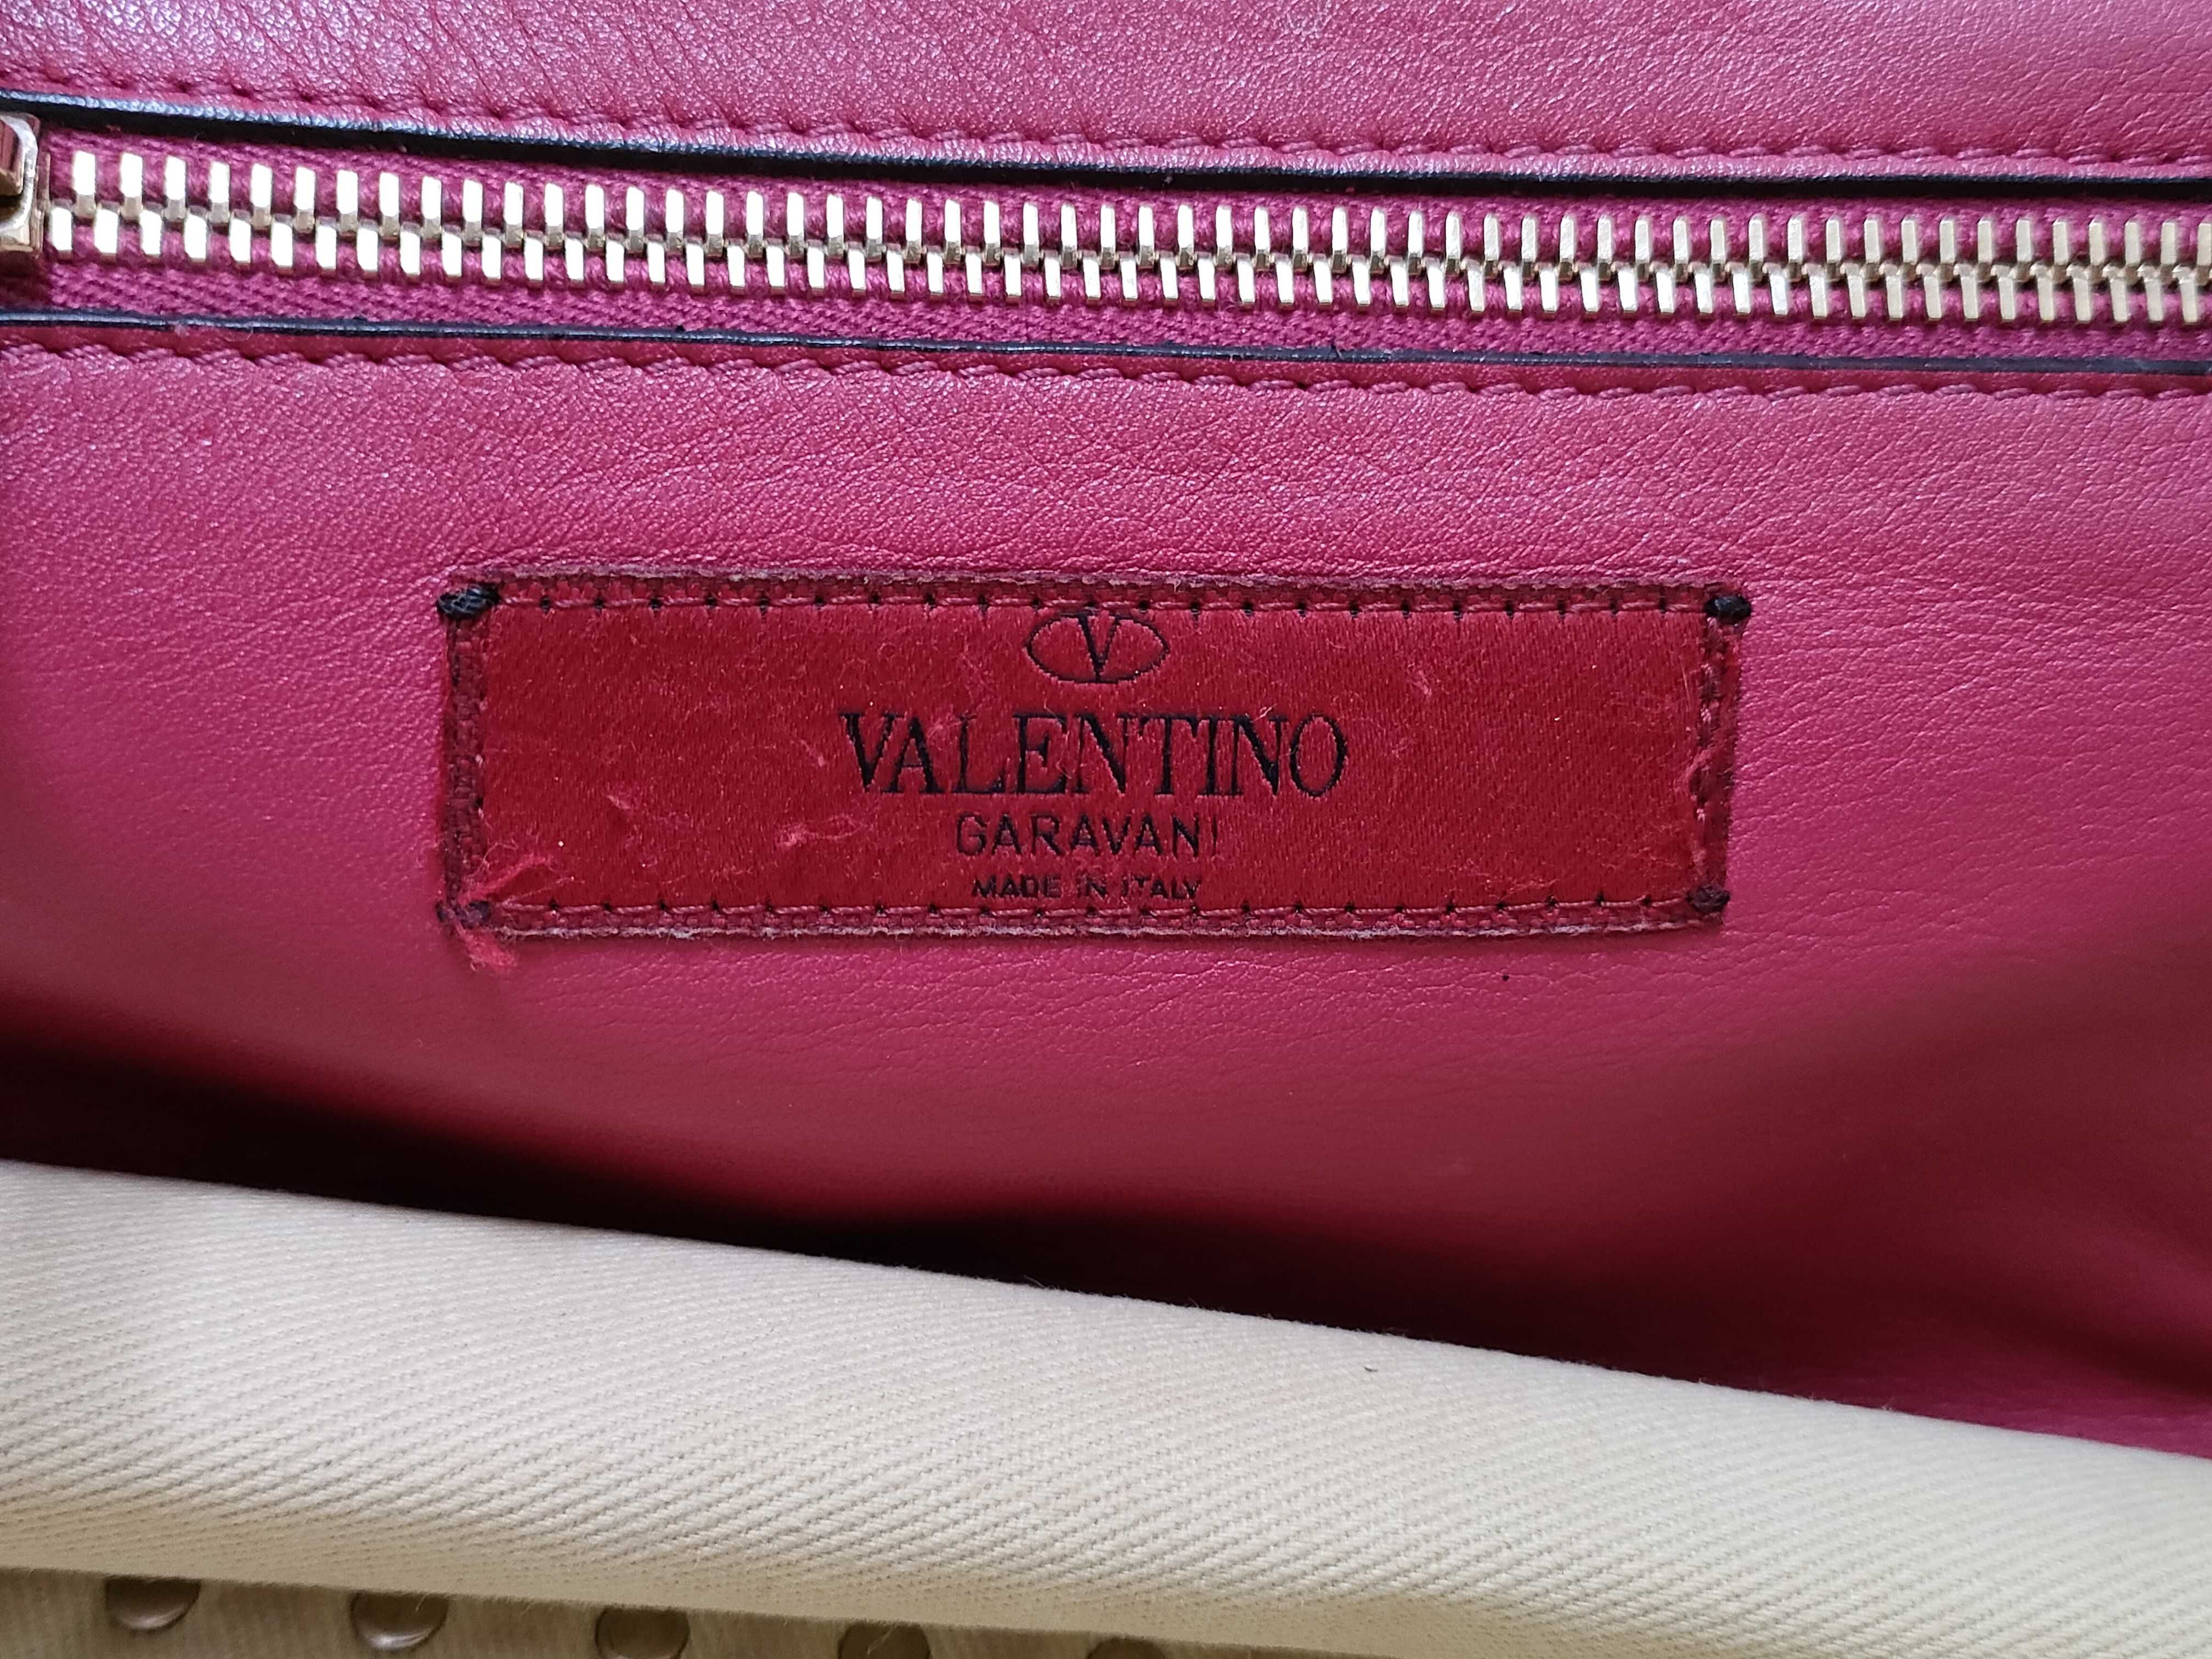 V
VALENTINO
GARAVANI
MADE IN ITALY